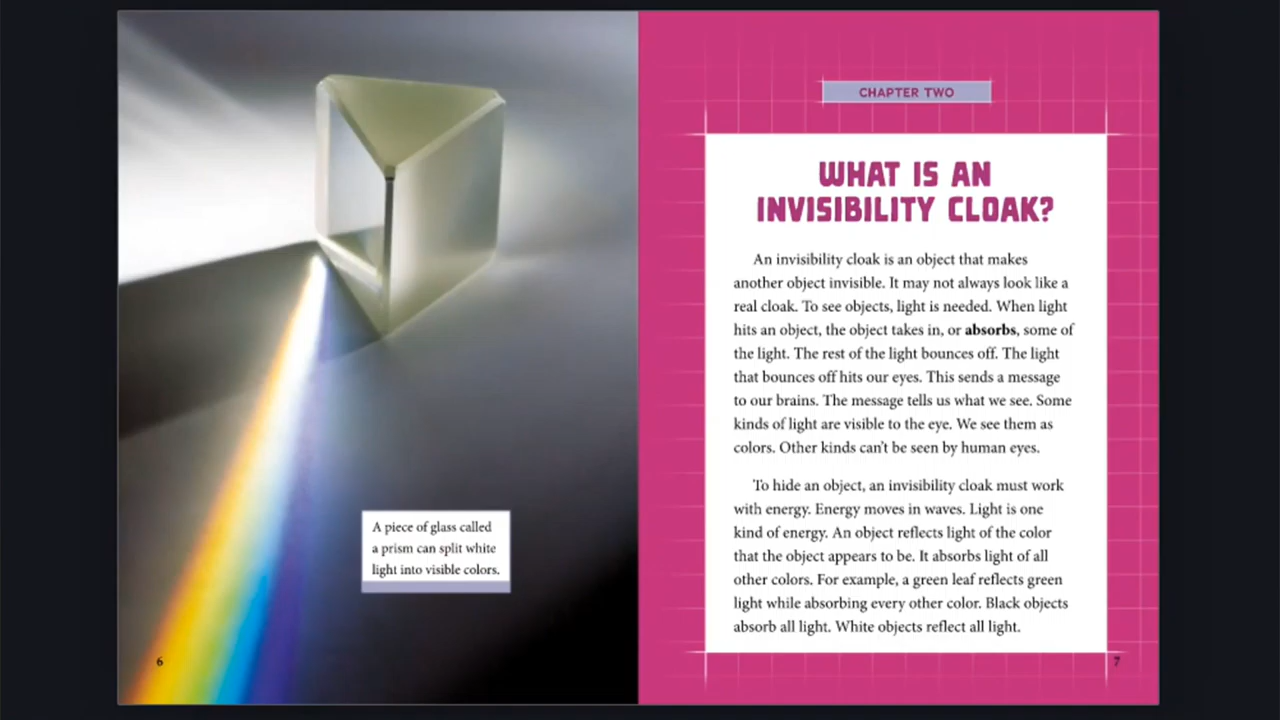 A piece of glass called
a prism can split white
light into visible colors.
6
CHAPTER TWO
WHAT IS AN
INVISIBILITY CLOAK?
An invisibility cloak is an object that makes
another object invisible. It may not always look like a
real cloak. To see objects, light is needed. When light
hits an object, the object takes in, or absorbs, some of
the light. The rest of the light bounces off. The light
that bounces off hits our eyes. This sends a message
to our brains. The message tells us what we see. Some
kinds of light are visible to the eye. We see them as
colors. Other kinds can't be seen by human eyes.
To hide an object, an invisibility cloak must work
with energy. Energy moves in waves. Light is one
kind of energy. An object reflects light of the color
that the object appears to be. It absorbs light of all
other colors. For example, a green leaf reflects green
light while absorbing every other color. Black objects
absorb all light. White objects reflect all light.
7